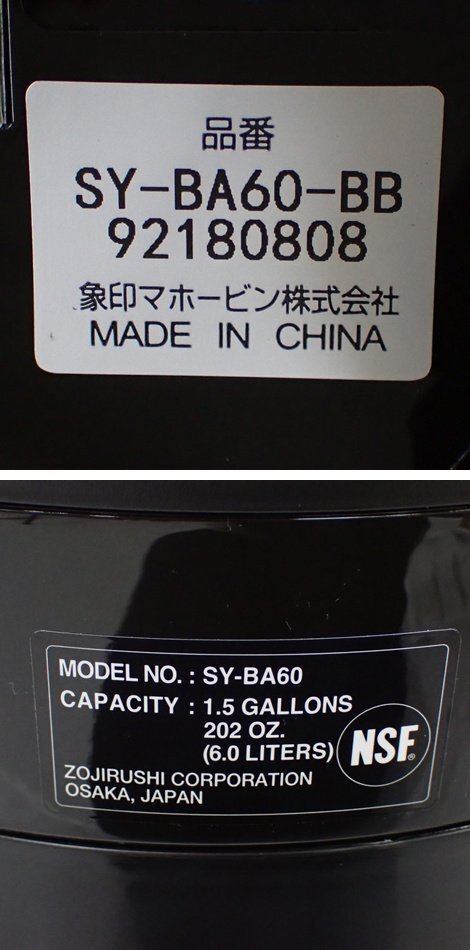 品番
SY-BA60-BB
92180808
象印マホービン株式会社
MADE IN CHINA
MODEL NO. : SY-BA60
CAPACITY : 1.5 GALLONS
202 OZ.
(6.0 LITERS)
NSF®
ZOJIRUSHI CORPORATION
OSAKA, JAPAN